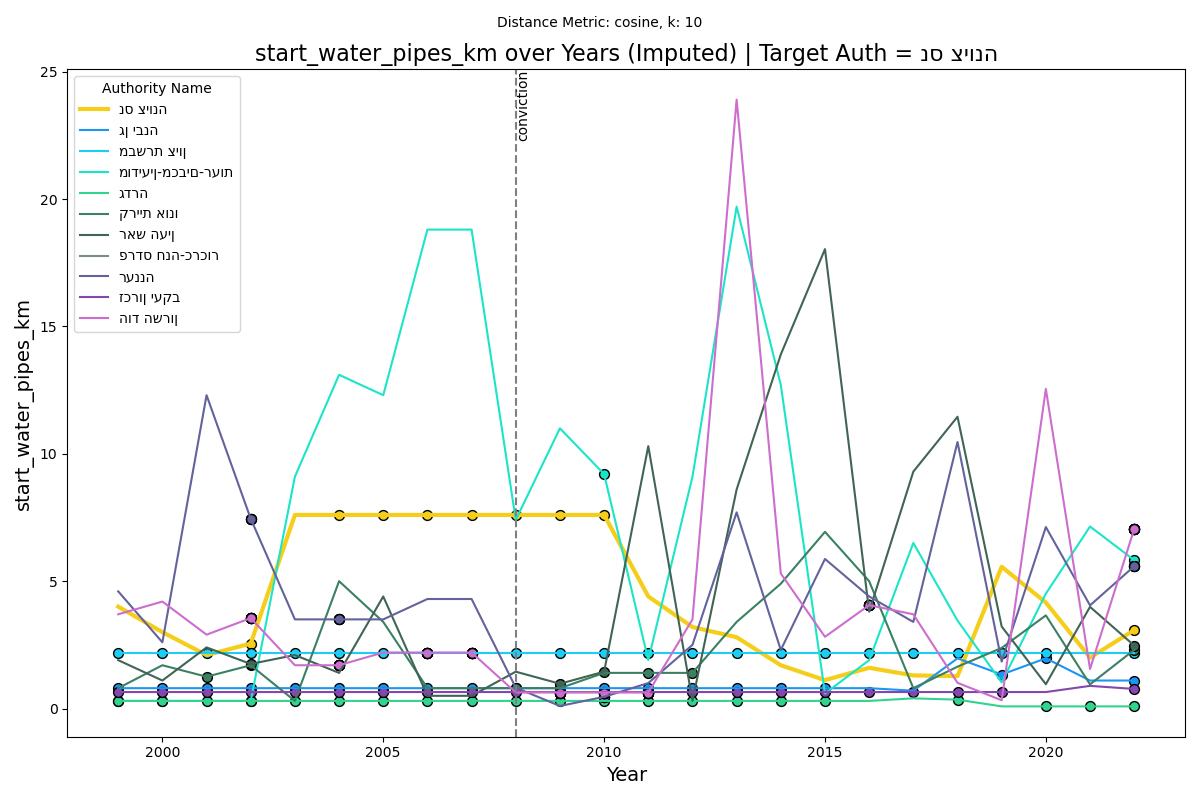 Distance Metric: cosine, k: 10
start_water_pipes_km over Years (Imputed) | Target Auth = נס ציונה
Authority Name
נס ציונה
גן יבנה
מבשרת ציון
מודיעין-מכבים-רעות
גדרה
קריית אונו
ראש העין
פרדס חנה-כרכור
רעננה
זכרון יעקב
הוד השרון
conviction
start_water_pipes_km
25
20
15
10
5
0
2000
2005
2010
2015
2020
Year